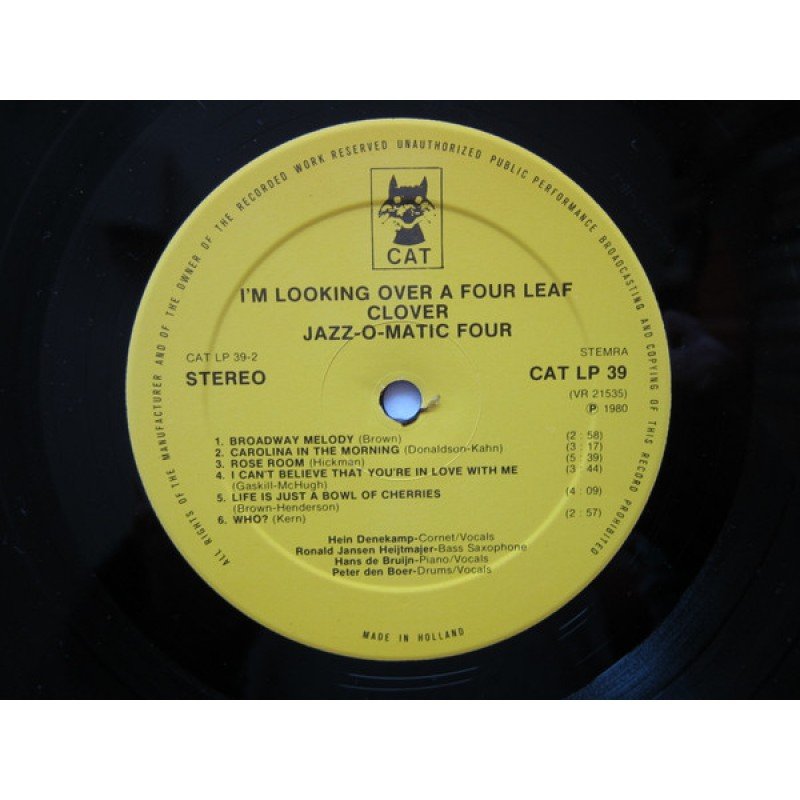 ALL RIGHTS OF THE MANUFACTURER AND OF THE OWNER OF THE RECORDED WORK RESERVED UNAUTHORIZED PUBLIC PERFORMANCE BROADCASTING AND COPYING OF THIS RECORD PROHIBITED
CAT
I'M LOOKING OVER A FOUR LEAF
CLOVER
JAZZ-O-MATIC FOUR
CAT LP 39-2 STEMRA
STEREO CAT LP 39
(VR 21535)
Ⓟ 1980
1. BROADWAY MELODY (Brown) (2 : 58)
2. CAROLINA IN THE MORNING (Donaldson-Kahn) (3 : 17)
3. ROSE ROOM (Hickman) (5 : 39)
4. I CAN'T BELIEVE THAT YOU'RE IN LOVE WITH ME (3 : 44)
(Gaskill-McHugh)
5. LIFE IS JUST A BOWL OF CHERRIES (4 : 09)
(Brown-Henderson)
6. WHO? (Kern) (2 : 57)
Hein Denekamp-Cornet/Vocals
Ronald Jansen Heijtmajer-Bass Saxophone
Hans de Bruijn-Piano/Vocals
Peter den Boer-Drums/Vocals
MADE IN HOLLAND